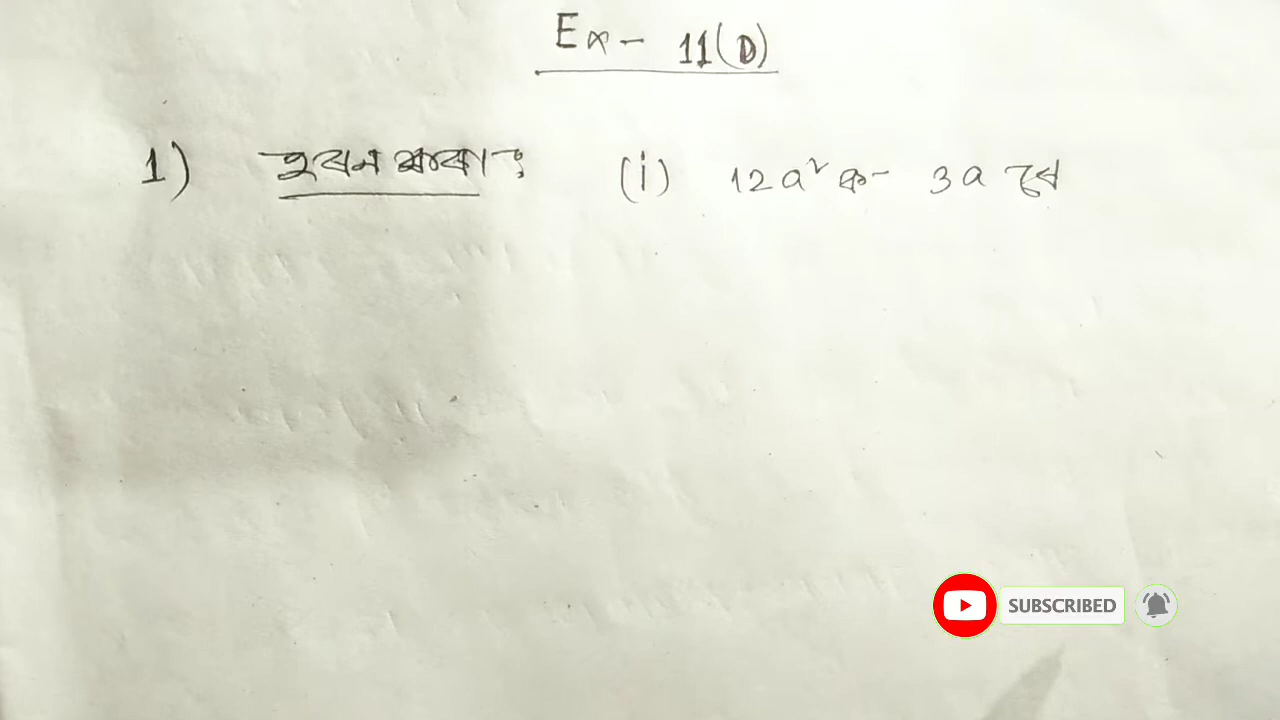 Ex - 11(D)
1) হৰণ কৰা ঃ (i) 12a² ক 3a ৰে
SUBSCRIBED